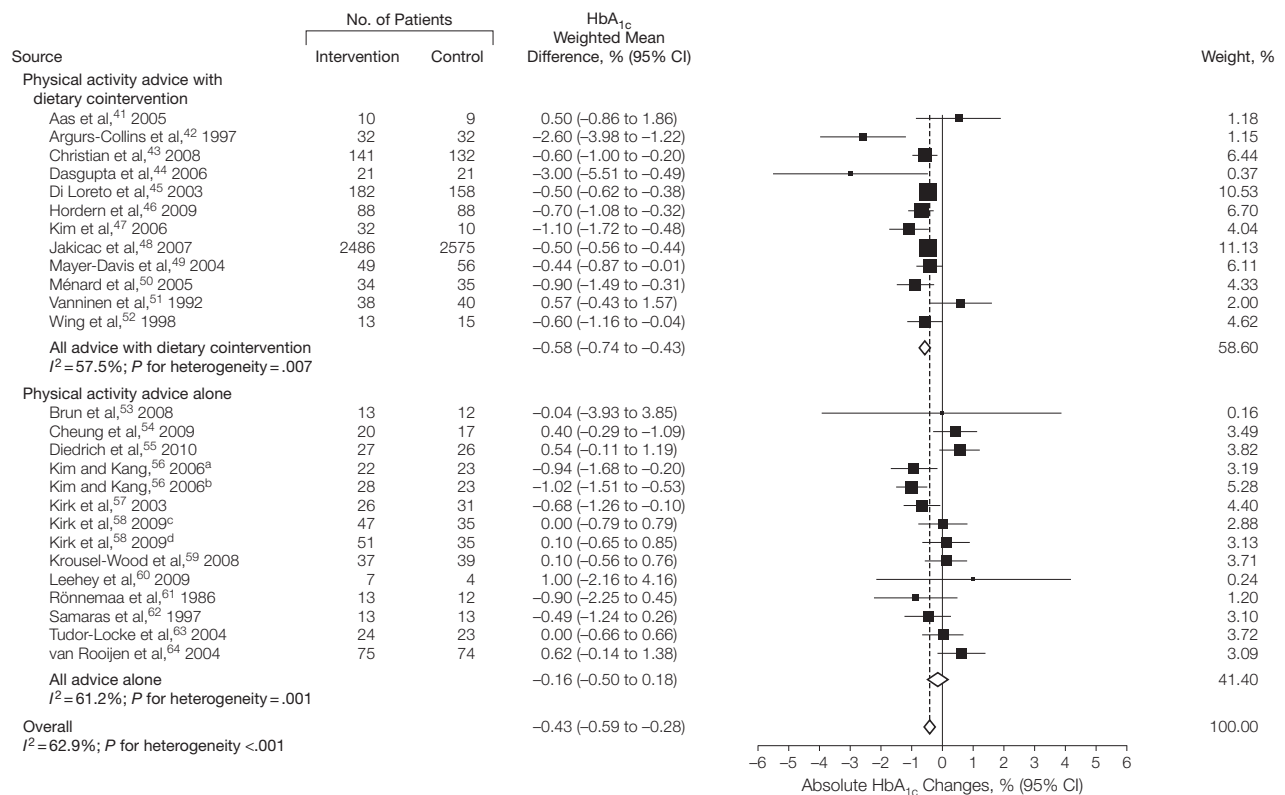 No. of Patients
HbA1c
Weighted Mean
Difference, % (95% CI)
Source Intervention Control Weight, %
Physical activity advice with
dietary cointervention
Aas et al,41 2005 10 9 0.50 (–0.86 to 1.86) 1.18
Argurs-Collins et al,42 1997 32 32 –2.60 (–3.98 to –1.22) 1.15
Christian et al,43 2008 141 132 –0.60 (–1.00 to –0.20) 6.44
Dasgupta et al,44 2006 21 21 –3.00 (–5.51 to –0.49) 0.37
Di Loreto et al,45 2003 182 158 –0.50 (–0.62 to –0.38) 10.53
Hordern et al,46 2009 88 88 –0.70 (–1.08 to –0.32) 6.70
Kim et al,47 2006 32 10 –1.10 (–1.72 to –0.48) 4.04
Jakicac et al,48 2007 2486 2575 –0.50 (–0.56 to –0.44) 11.13
Mayer-Davis et al,49 2004 49 56 –0.44 (–0.87 to –0.01) 6.11
Ménard et al,50 2005 34 35 –0.90 (–1.49 to –0.31) 4.33
Vanninen et al,51 1992 38 40 0.57 (–0.43 to 1.57) 2.00
Wing et al,52 1998 13 15 –0.60 (–1.16 to –0.04) 4.62
All advice with dietary cointervention –0.58 (–0.74 to –0.43) 58.60
I2=57.5%; P for heterogeneity=.007
Physical activity advice alone
Brun et al,53 2008 13 12 –0.04 (–3.93 to 3.85) 0.16
Cheung et al,54 2009 20 17 0.40 (–0.29 to –1.09) 3.49
Diedrich et al,55 2010 27 26 0.54 (–0.11 to 1.19) 3.82
Kim and Kang,56 2006a 22 23 –0.94 (–1.68 to –0.20) 3.19
Kim and Kang,56 2006b 28 23 –1.02 (–1.51 to –0.53) 5.28
Kirk et al,57 2003 26 31 –0.68 (–1.26 to –0.10) 4.40
Kirk et al,58 2009c 47 35 0.00 (–0.79 to 0.79) 2.88
Kirk et al,58 2009d 51 35 0.10 (–0.65 to 0.85) 3.13
Krousel-Wood et al,59 2008 37 39 0.10 (–0.56 to 0.76) 3.71
Leehey et al,60 2009 7 4 1.00 (–2.16 to 4.16) 0.24
Rönnemaa et al,61 1986 13 12 –0.90 (–2.25 to 0.45) 1.20
Samaras et al,62 1997 13 13 –0.49 (–1.24 to 0.26) 3.10
Tudor-Locke et al,63 2004 24 23 0.00 (–0.66 to 0.66) 3.72
van Rooijen et al,64 2004 75 74 0.62 (–0.14 to 1.38) 3.09
All advice alone –0.16 (–0.50 to 0.18) 41.40
I2=61.2%; P for heterogeneity=.001
Overall –0.43 (–0.59 to –0.28) 100.00
I2=62.9%; P for heterogeneity <.001
–6 –5 –4 –3 –2 –1 0 1 2 3 4 5 6
Absolute HbA1c Changes, % (95% CI)